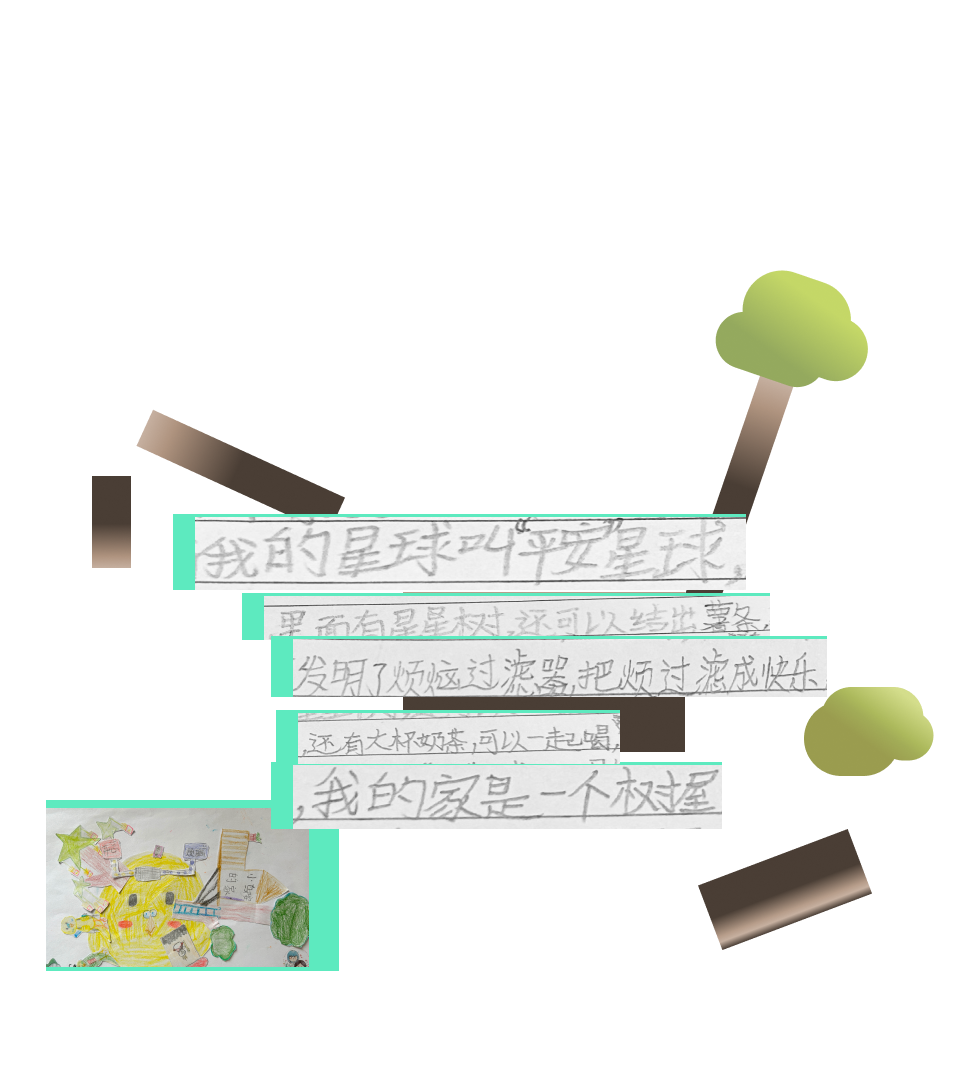 我的星球叫“平安”星球,
里面有星星树,还可以结出薯条,
发明了烦恼过滤器,把烦过滤成快乐
,还有大杯奶茶,可以一起喝,
,我的家是一个树握